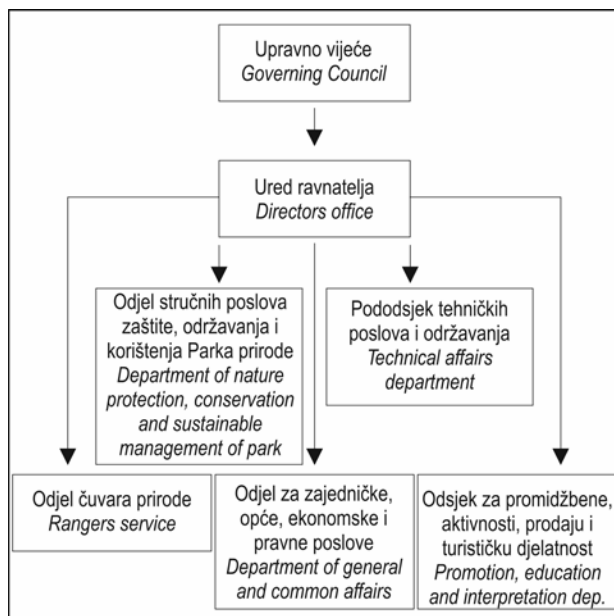 Upravno vijeće
Governing Council
Ured ravnatelja
Directors office
Odjel stručnih poslova
zaštite, održavanja i
korištenja Parka prirode
Department of nature
protection, conservation
and sustainable
management of park
Pododsjek tehničkih
poslova i održavanja
Technical affairs
department
Odjel čuvara prirode
Rangers service
Odjel za zajedničke,
opće, ekonomske i
pravne poslove
Department of general
and common affairs
Odsjek za promidžbene,
aktivnosti, prodaju i
turističku djelatnost
Promotion, education
and interpretation dep.